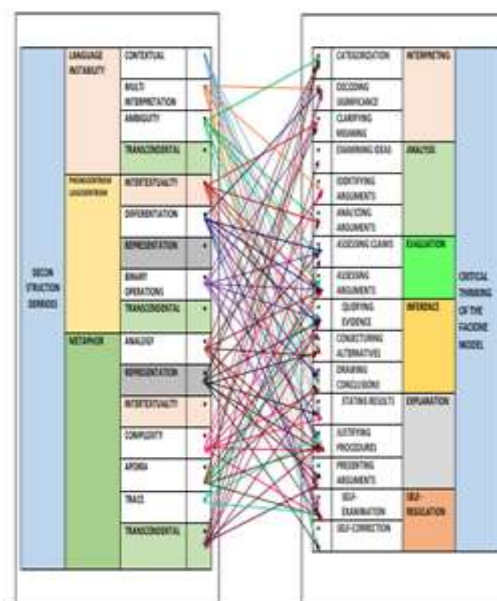 LANGUAGE
INSTABILITY
CONTEXTUAL
MULTI
INTERPRETATION
AMBIGUITY
TRANSCENDENTAL
INTERTEXTUALITY
DIFFERENTIATION
REPRESENTATION
BINARY
OPERATIONS
TRANSCENDENTAL
METAPHOR
ANALOGY
REPRESENTATION
INTERTEXTUALITY
COMPLEXITY
APORIA
TRACE
TRANSCENDENTAL
DECON
STRUCTION
CATEGORIZATION
INTERPRETING
DECODING
SIGNIFICANCE
CLARIFYING
MEANING
EXAMINING IDEAS
ANALYSIS
IDENTIFYING
ARGUMENTS
ANALYZING
ARGUMENTS
ASSESSING CLAIMS
EVALUATION
ASSESSING
ARGUMENTS
QUERYING
EVIDENCE
INFERENCE
CONJECTURING
ALTERNATIVES
DRAWING
CONCLUSIONS
STATING RESULTS
EXPLANATION
JUSTIFYING
PROCEDURES
PRESENTING
ARGUMENTS
SELF-
EXAMINATION
SELF-
REGULATION
SELF-CORRECTION
CRITICAL
THINKING
OF THE
FACIONE
MODEL